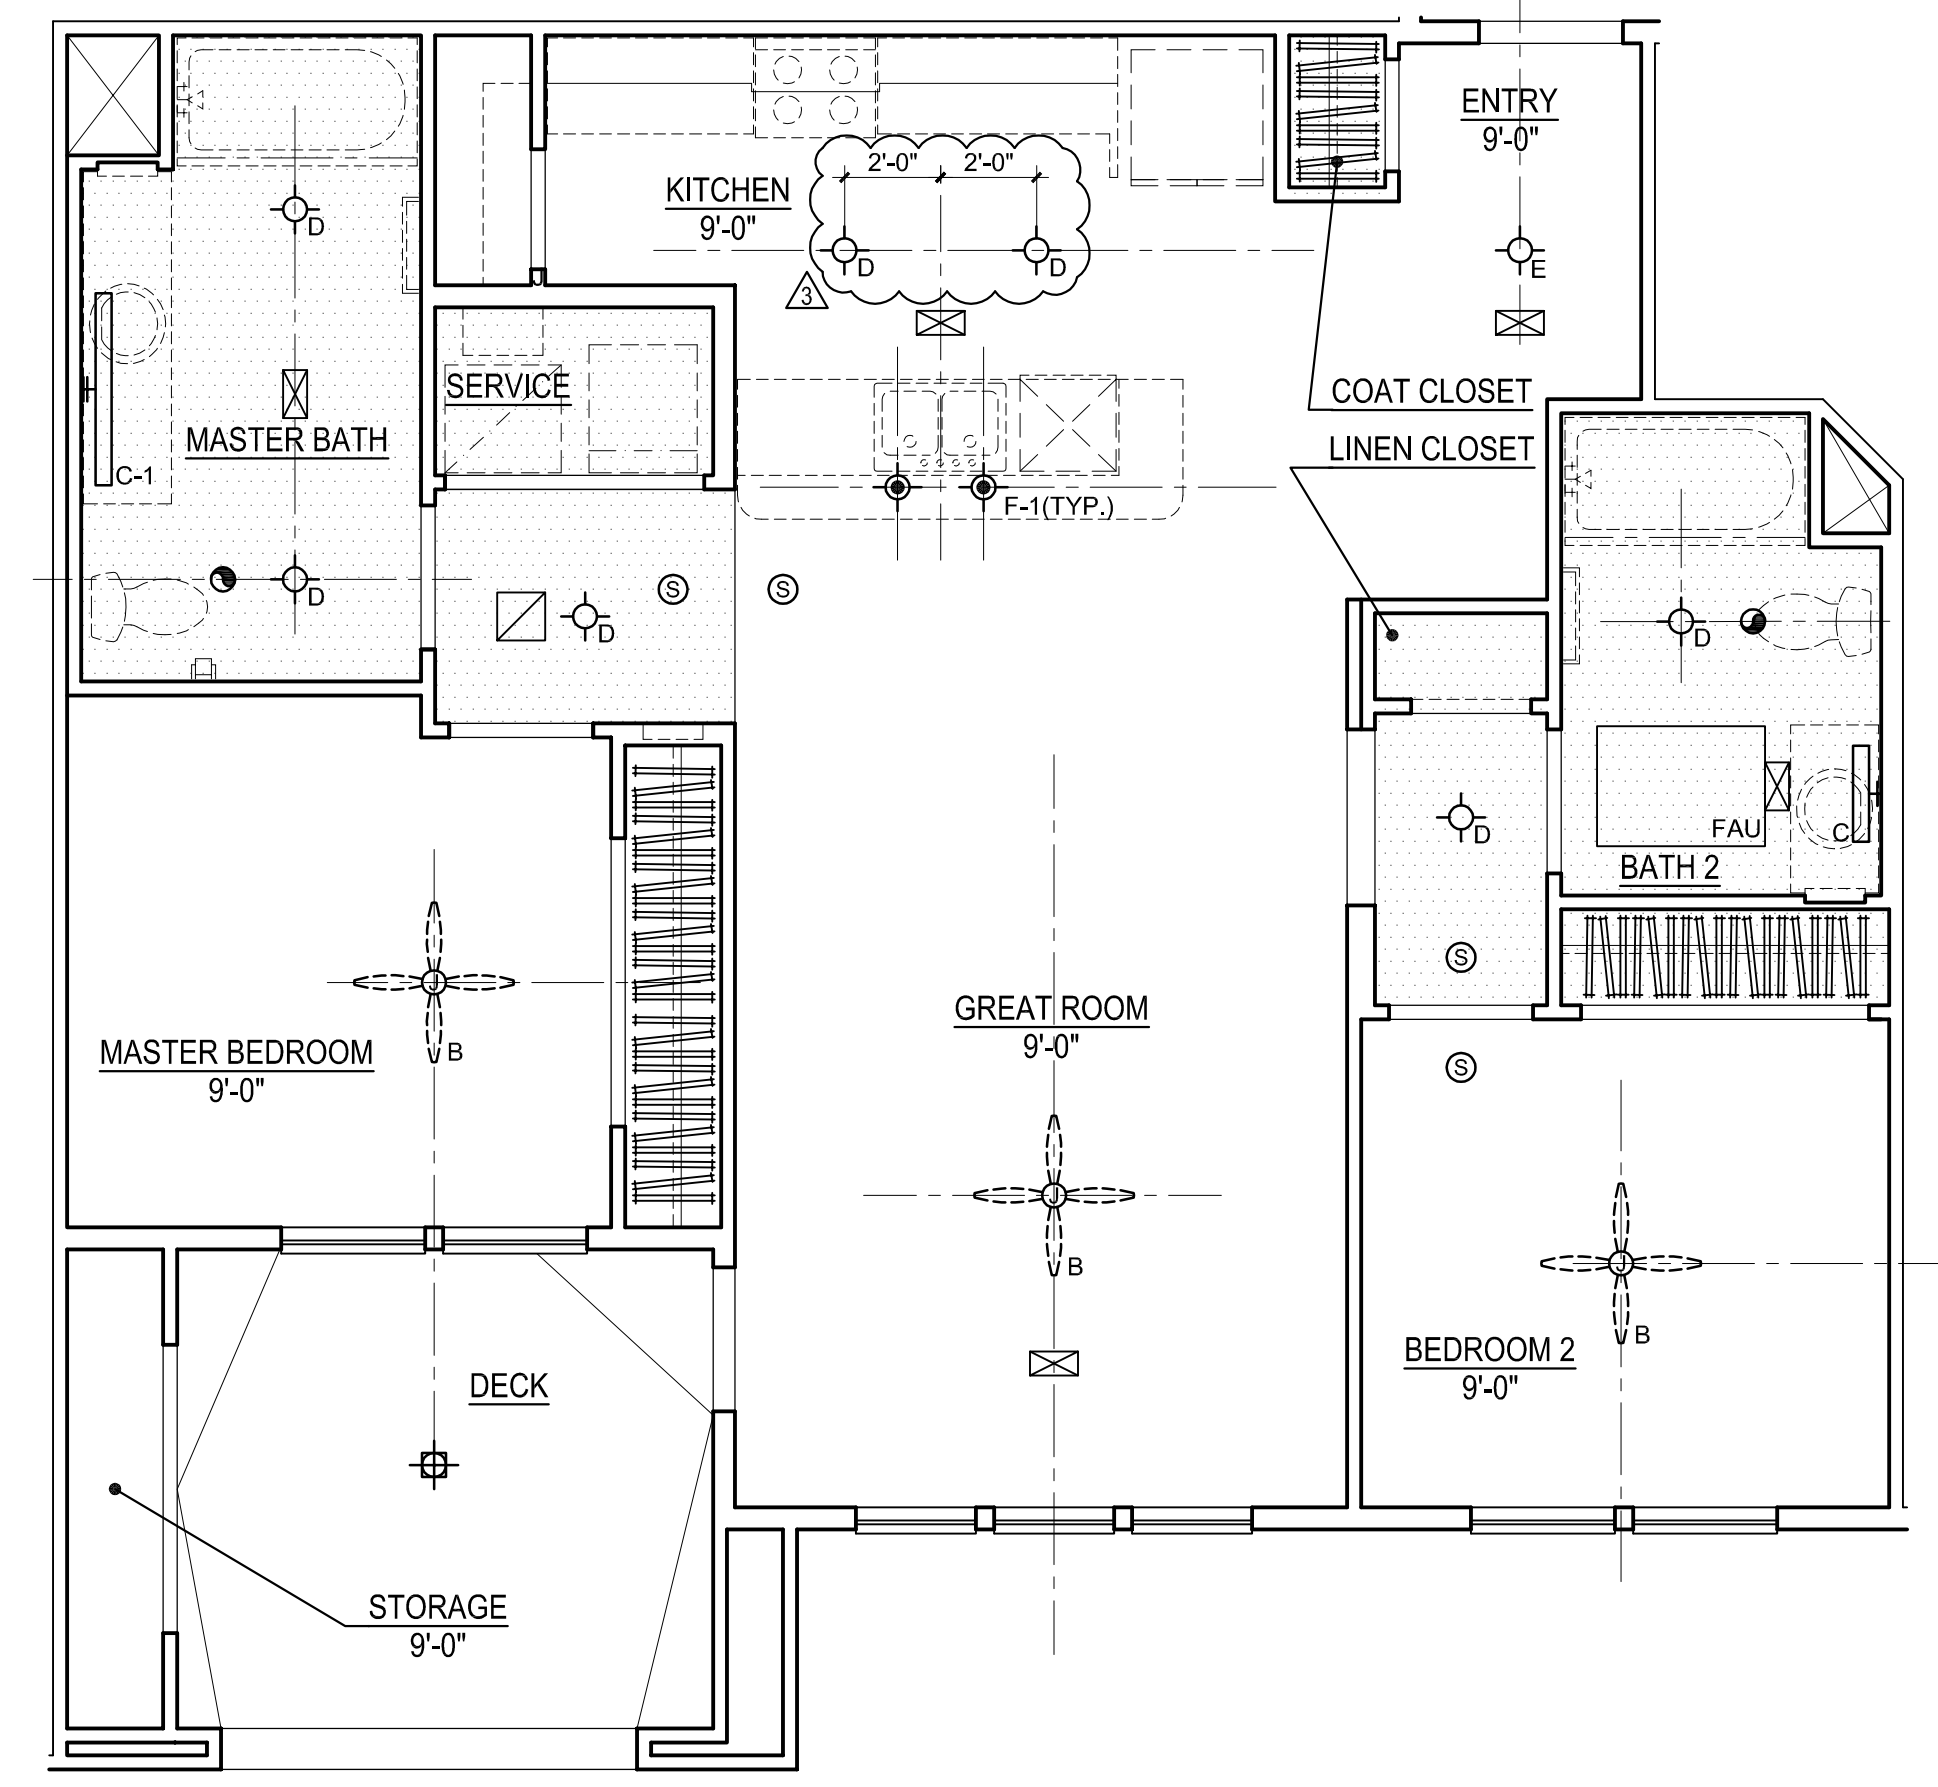 ENTRY
9'-0"
2'-0" 2'-0"
KITCHEN
9'-0"
D
D
D
E
3
J
SERVICE
COAT CLOSET
MASTER BATH
LINEN CLOSET
C-1
F-1(TYP.)
D
S
S
D
D
D
FAU
C
BATH 2
S
J
GREAT ROOM
9'-0"
MASTER BEDROOM
9'-0"
B
S
J
B
J
B
BEDROOM 2
9'-0"
DECK
STORAGE
9'-0"